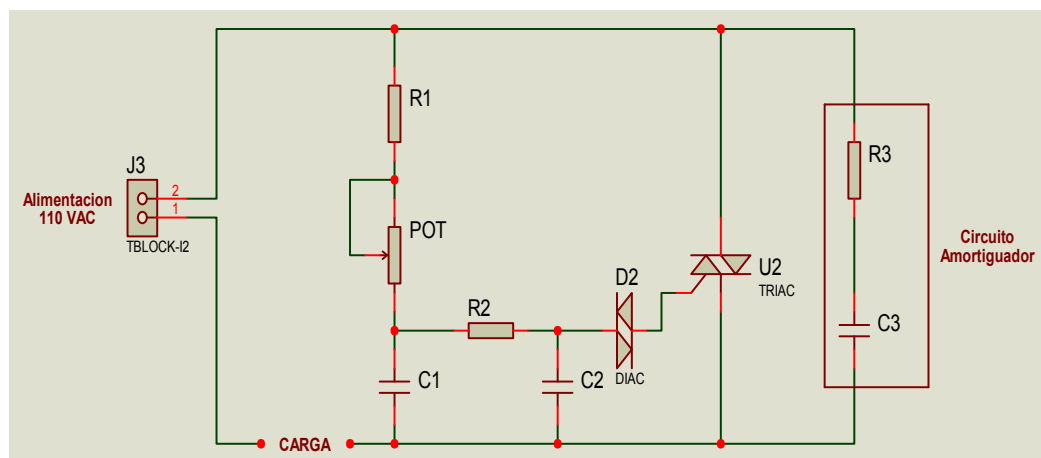 R1
J3
2
1
Alimentacion
110 VAC
TBLOCK-I2
POT
R3
Circuito
Amortiguador
U2
TRIAC
D2
R2
DIAC
C3
C1
C2
CARGA